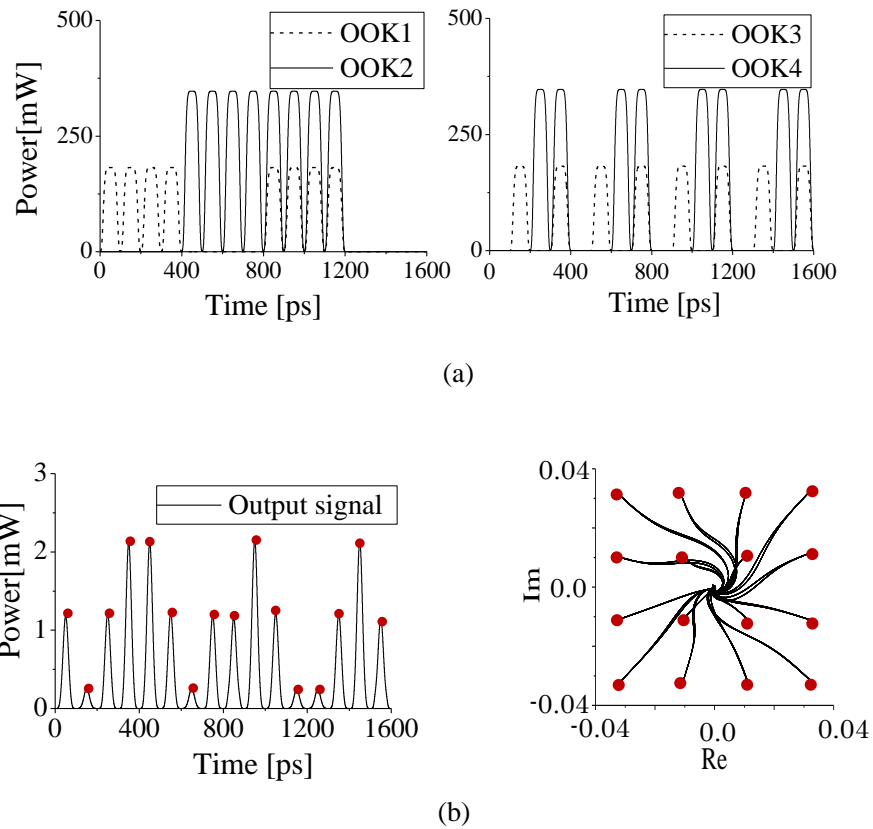 500
250
0
Power[mW]
OOK1
OOK2
0 400 800 1200 1600
Time [ps]
500
250
0
OOK3
OOK4
0 400 800 1200 1600
Time [ps]
(a)
3
2
1
0
Power[mW]
Output signal
0 400 800 1200 1600
Time [ps]
0.04
0.0
-0.04
Im
-0.04 0.0 0.04
Re
(b)